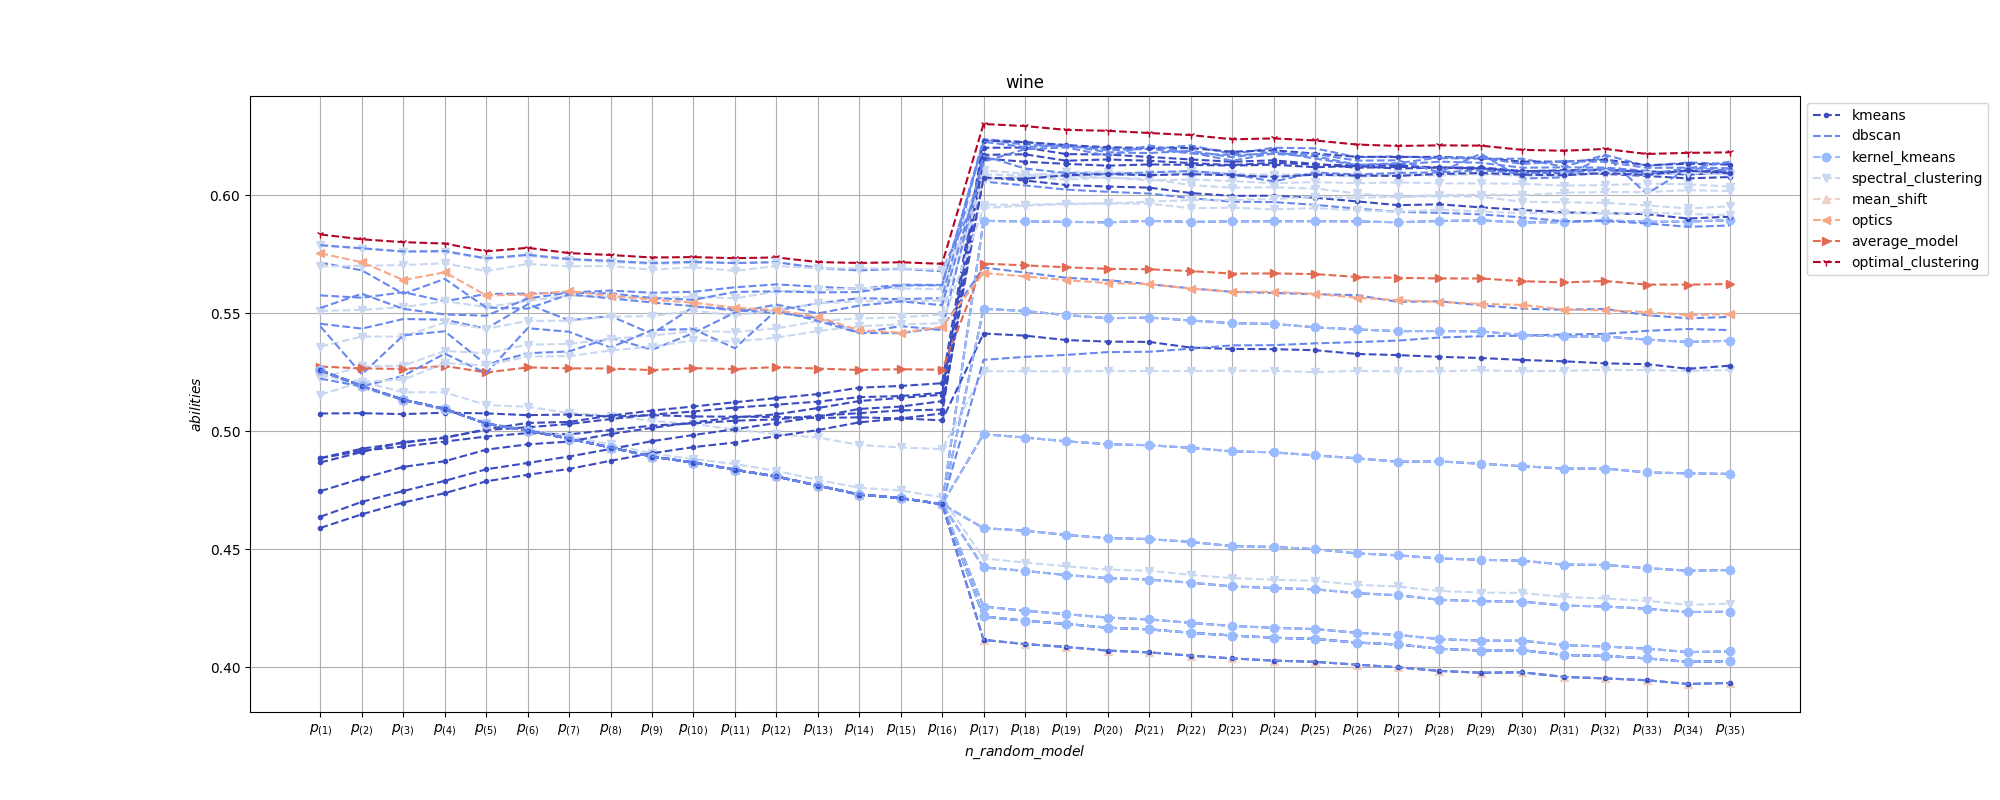 wine
abilities
0.60
0.55
0.50
0.45
0.40
p(1) p(2) p(3) p(4) p(5) p(6) p(7) p(8) p(9) p(10) p(11) p(12) p(13) p(14) p(15) p(16) p(17) p(18) p(19) p(20) p(21) p(22) p(23) p(24) p(25) p(26) p(27) p(28) p(29) p(30) p(31) p(32) p(33) p(34) p(35)
n_random_model
kmeans
dbscan
kernel_kmeans
spectral_clustering
mean_shift
optics
average_model
optimal_clustering